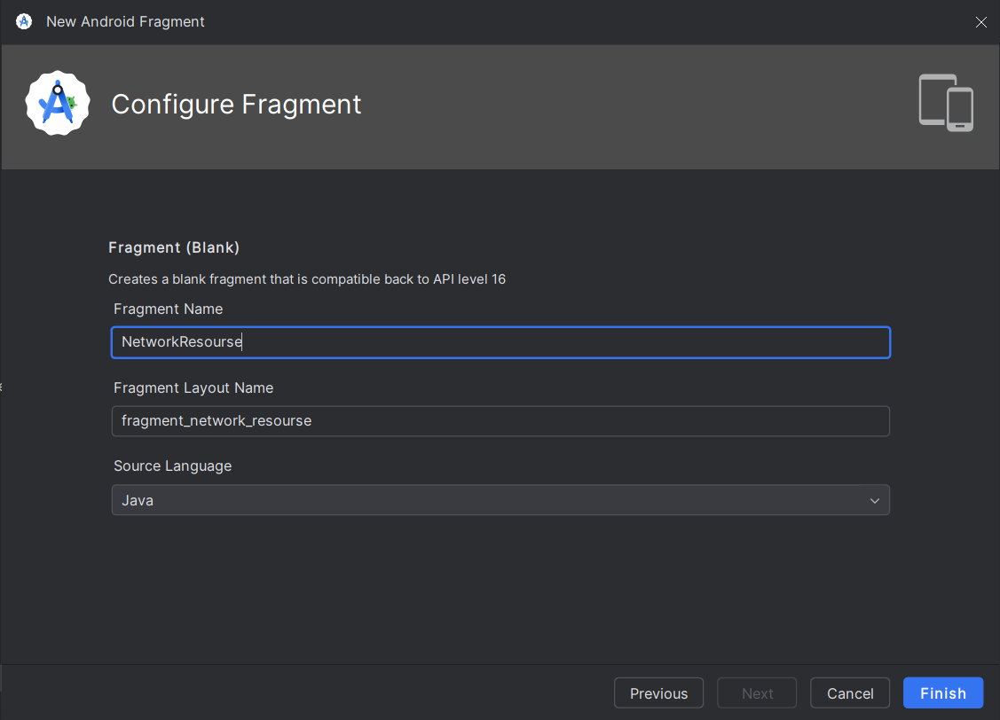 New Android Fragment
Configure Fragment
Fragment (Blank)
Creates a blank fragment that is compatible back to API level 16
Fragment Name
NetworkResourse
Fragment Layout Name
fragment_network_resourse
Source Language
Java
Previous
Next
Cancel
Finish